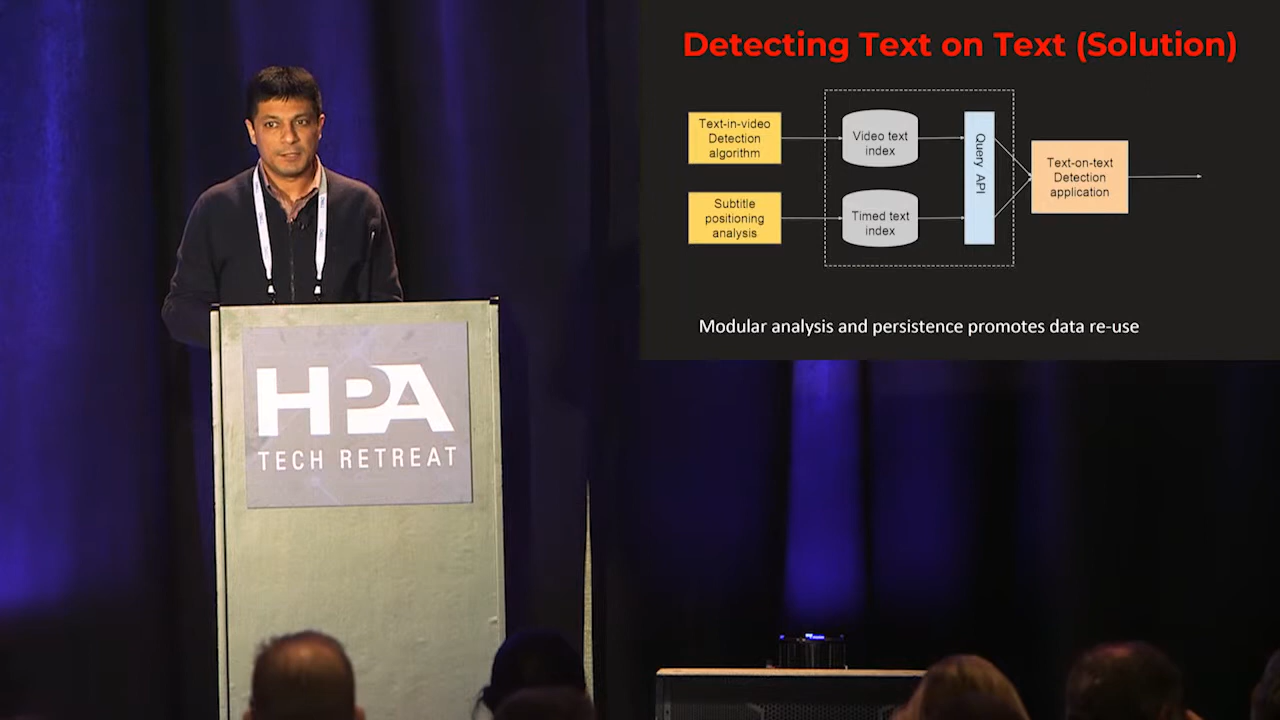 Detecting Text on Text (Solution)
Text-in-video
Detection
algorithm
Video text
index
Query API
Text-on-text
Detection
application
Subtitle
positioning
analysis
Timed text
index
Modular analysis and persistence promotes data re-use
HPA
TECH RETREAT